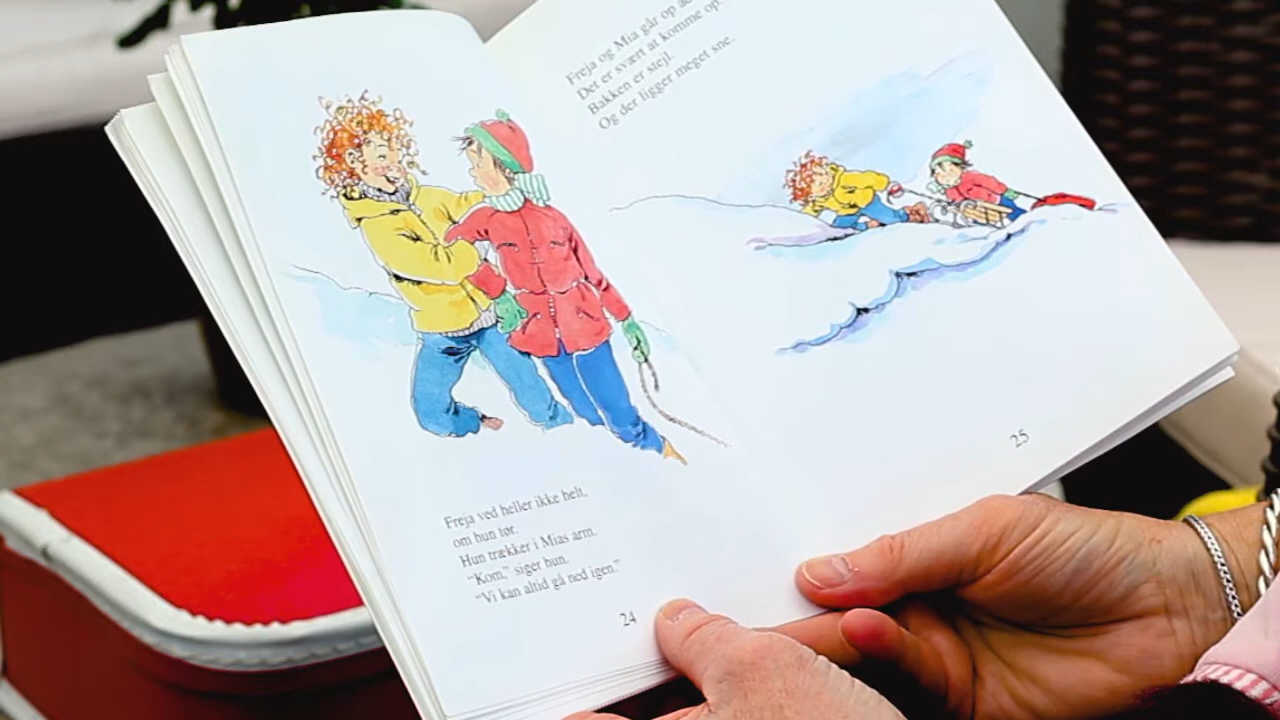 Freja ved heller ikke helt,
om hun tør.
Hun trækker i Mias arm.
“Kom,” siger hun.
“Vi kan altid gå ned igen.”
24
Freja og Mia går op ad
Det er svært at komme op.
Bakken er stejl.
Og der ligger meget sne.
25